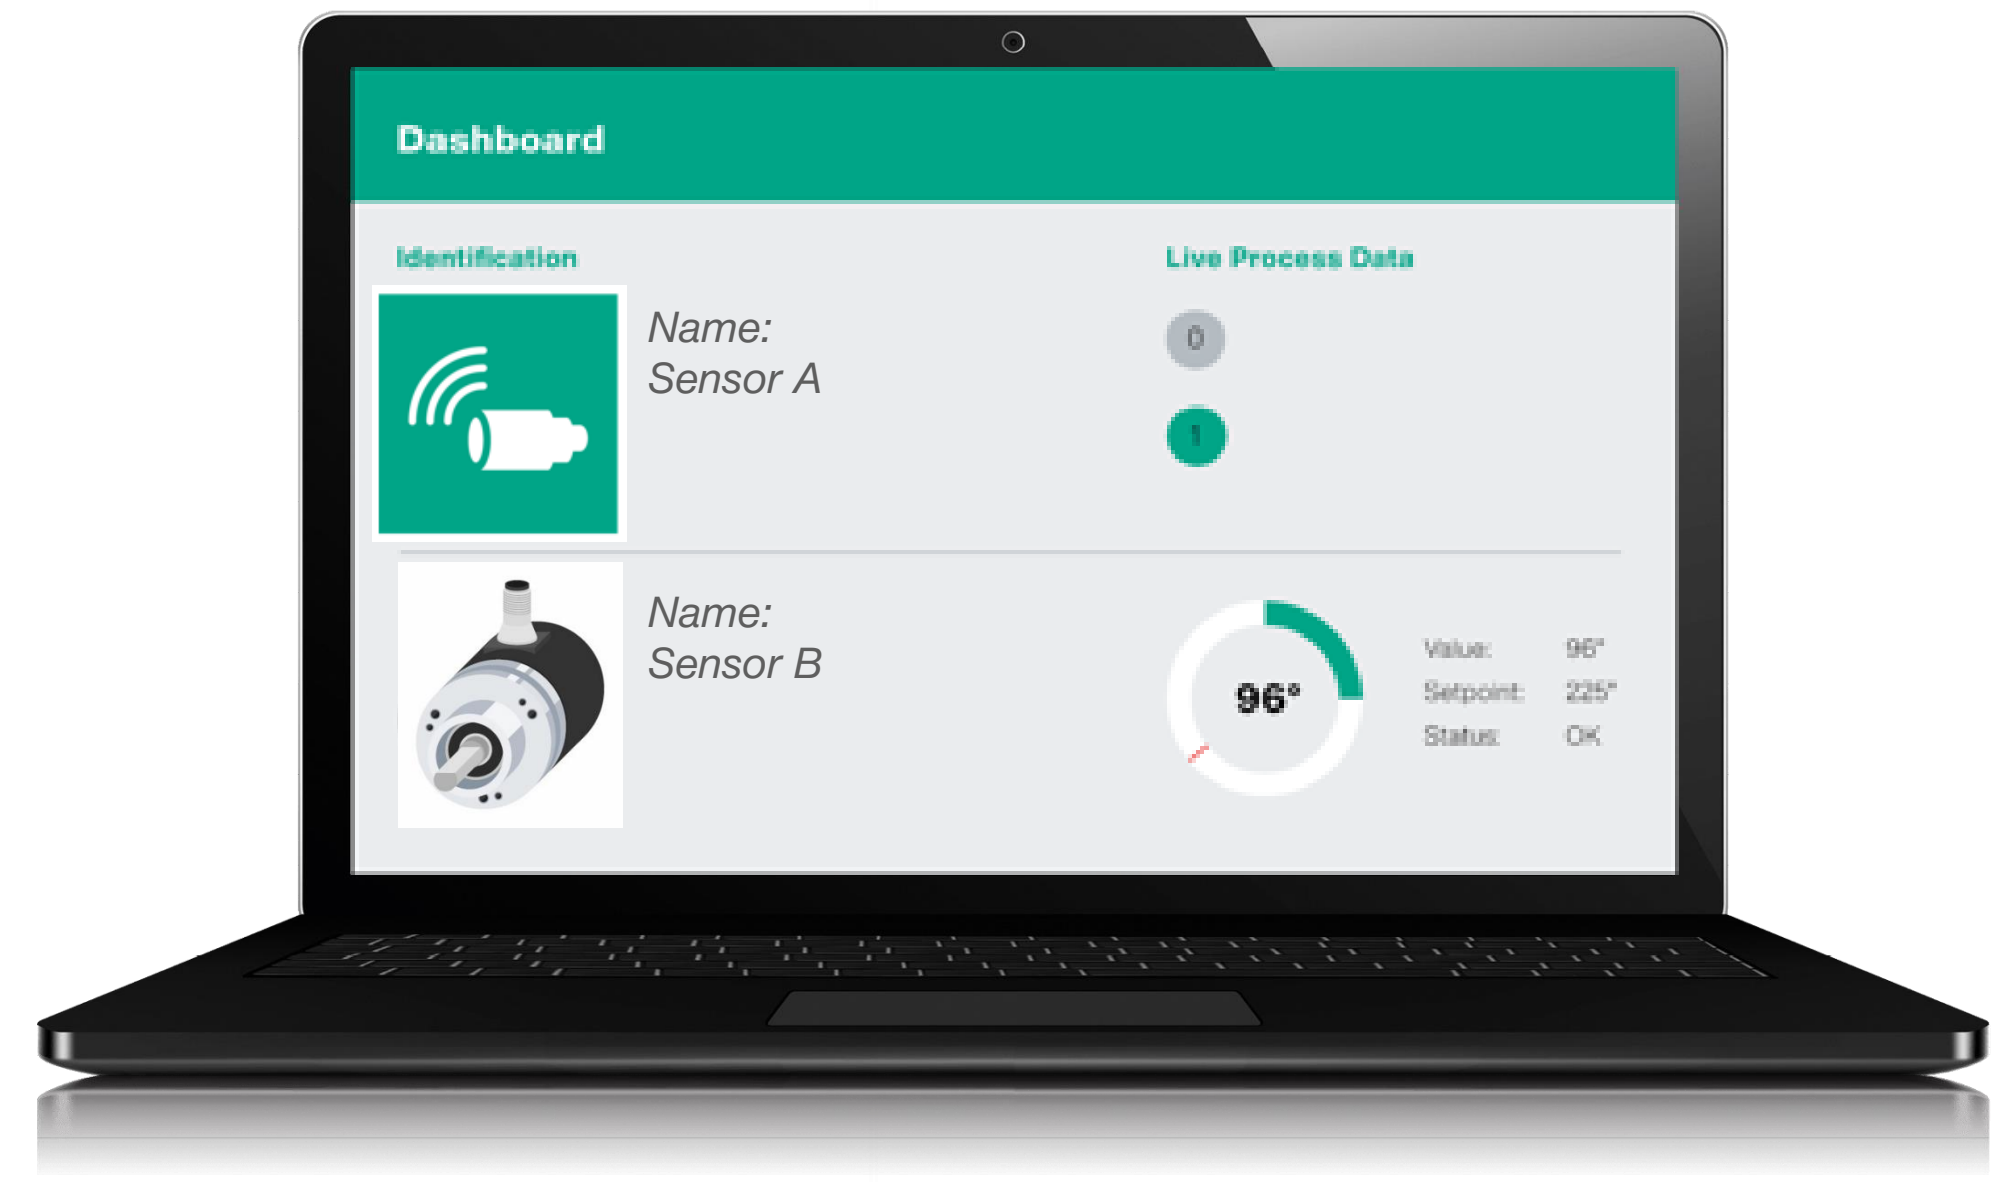 Dashboard
Identification
Live Process Data
Name:
Sensor A
0
1
Name:
Sensor B
96°
Value: 96°
Setpoint: 225°
Status: OK